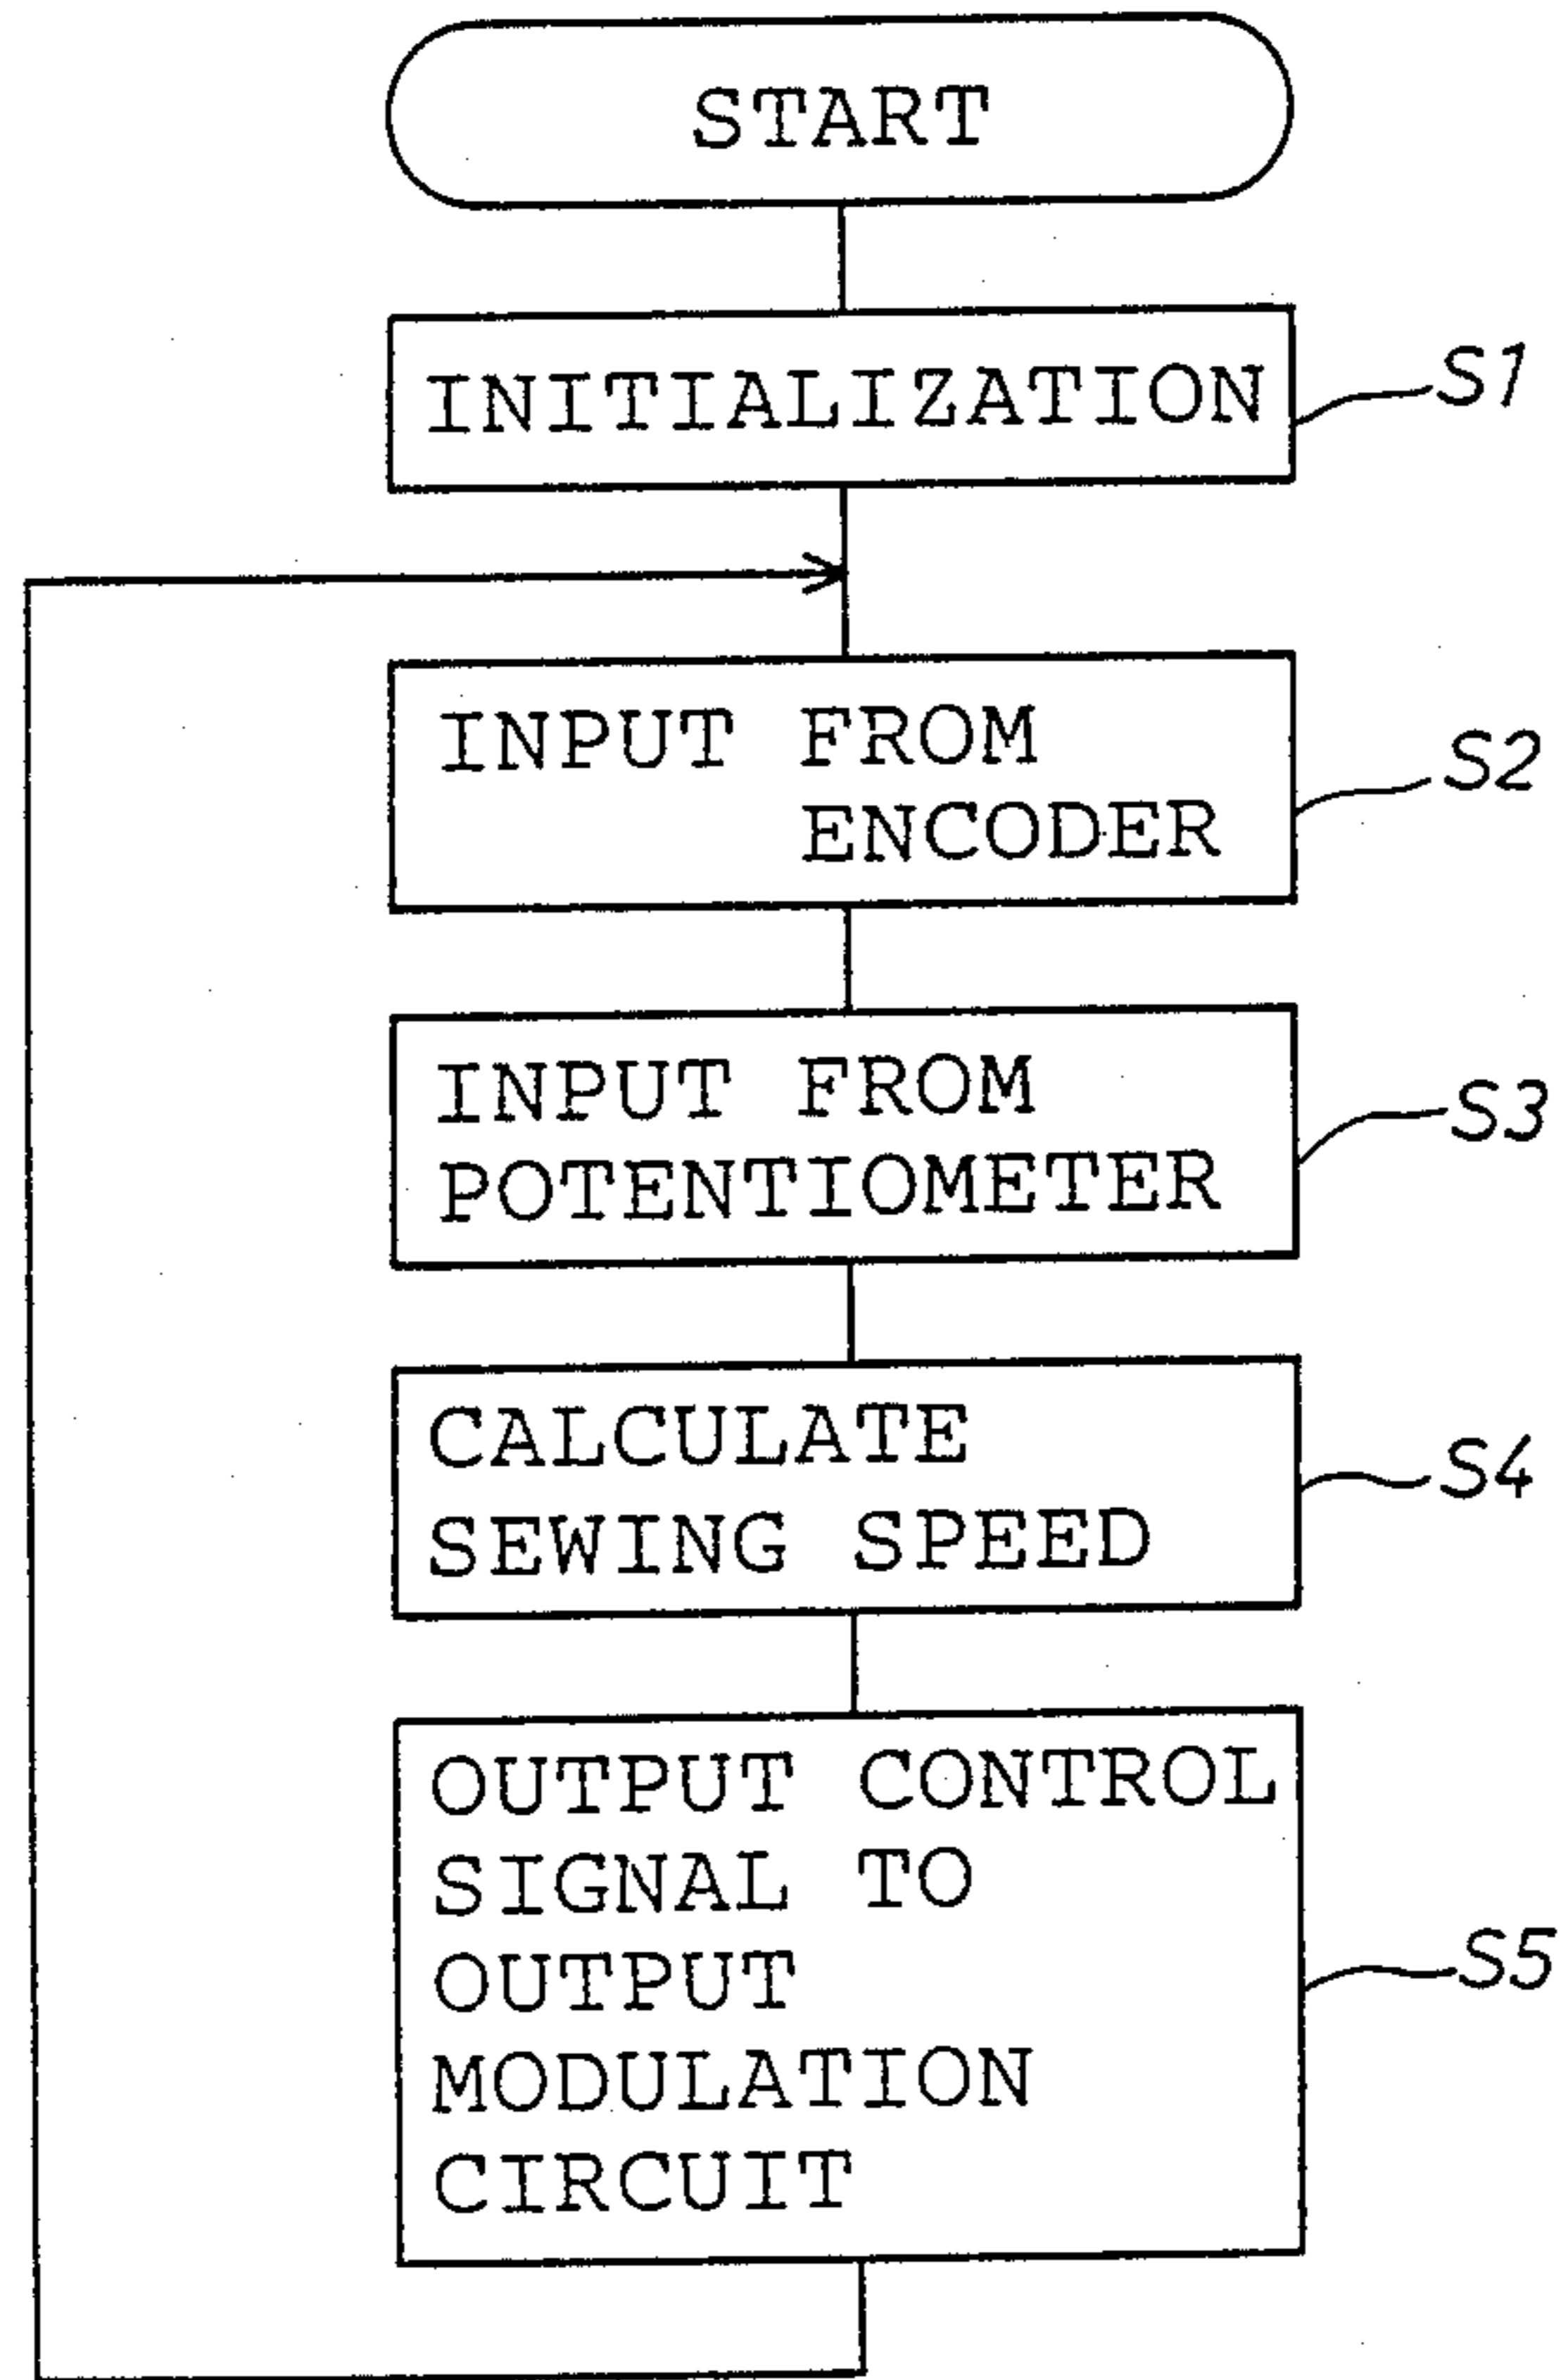 START
INITIALIZATION
S1
INPUT FROM
ENCODER
S2
INPUT FROM
POTENTIOMETER
S3
CALCULATE
SEWING SPEED
S4
OUTPUT CONTROL
SIGNAL TO
OUTPUT
MODULATION
CIRCUIT
S5